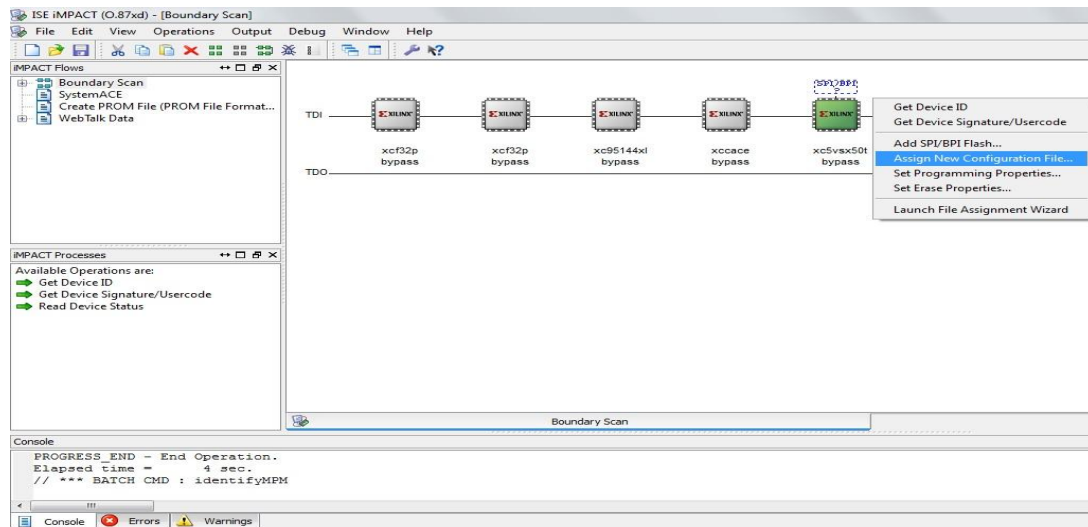 ISE iMPACT (O.87xd) - [Boundary Scan]
File Edit View Operations Output Debug Window Help
iMPACT Flows
Boundary Scan
SystemACE
Create PROM File (PROM File Format...
WebTalk Data
SPI/BPI
?
TDI
XILINX XILINX XILINX XILINX XILINX
xcf32p xcf32p xc95144xl xccace xc5vsx50t
bypass bypass bypass bypass bypass
TDO
Get Device ID
Get Device Signature/Usercode
Add SPI/BPI Flash...
Assign New Configuration File...
Set Programming Properties...
Set Erase Properties...
Launch File Assignment Wizard
iMPACT Processes
Available Operations are:
Get Device ID
Get Device Signature/Usercode
Read Device Status
Boundary Scan
Console
PROGRESS_END - End Operation.
Elapsed time = 4 sec.
// *** BATCH CMD : identifyMPM
Console Errors Warnings